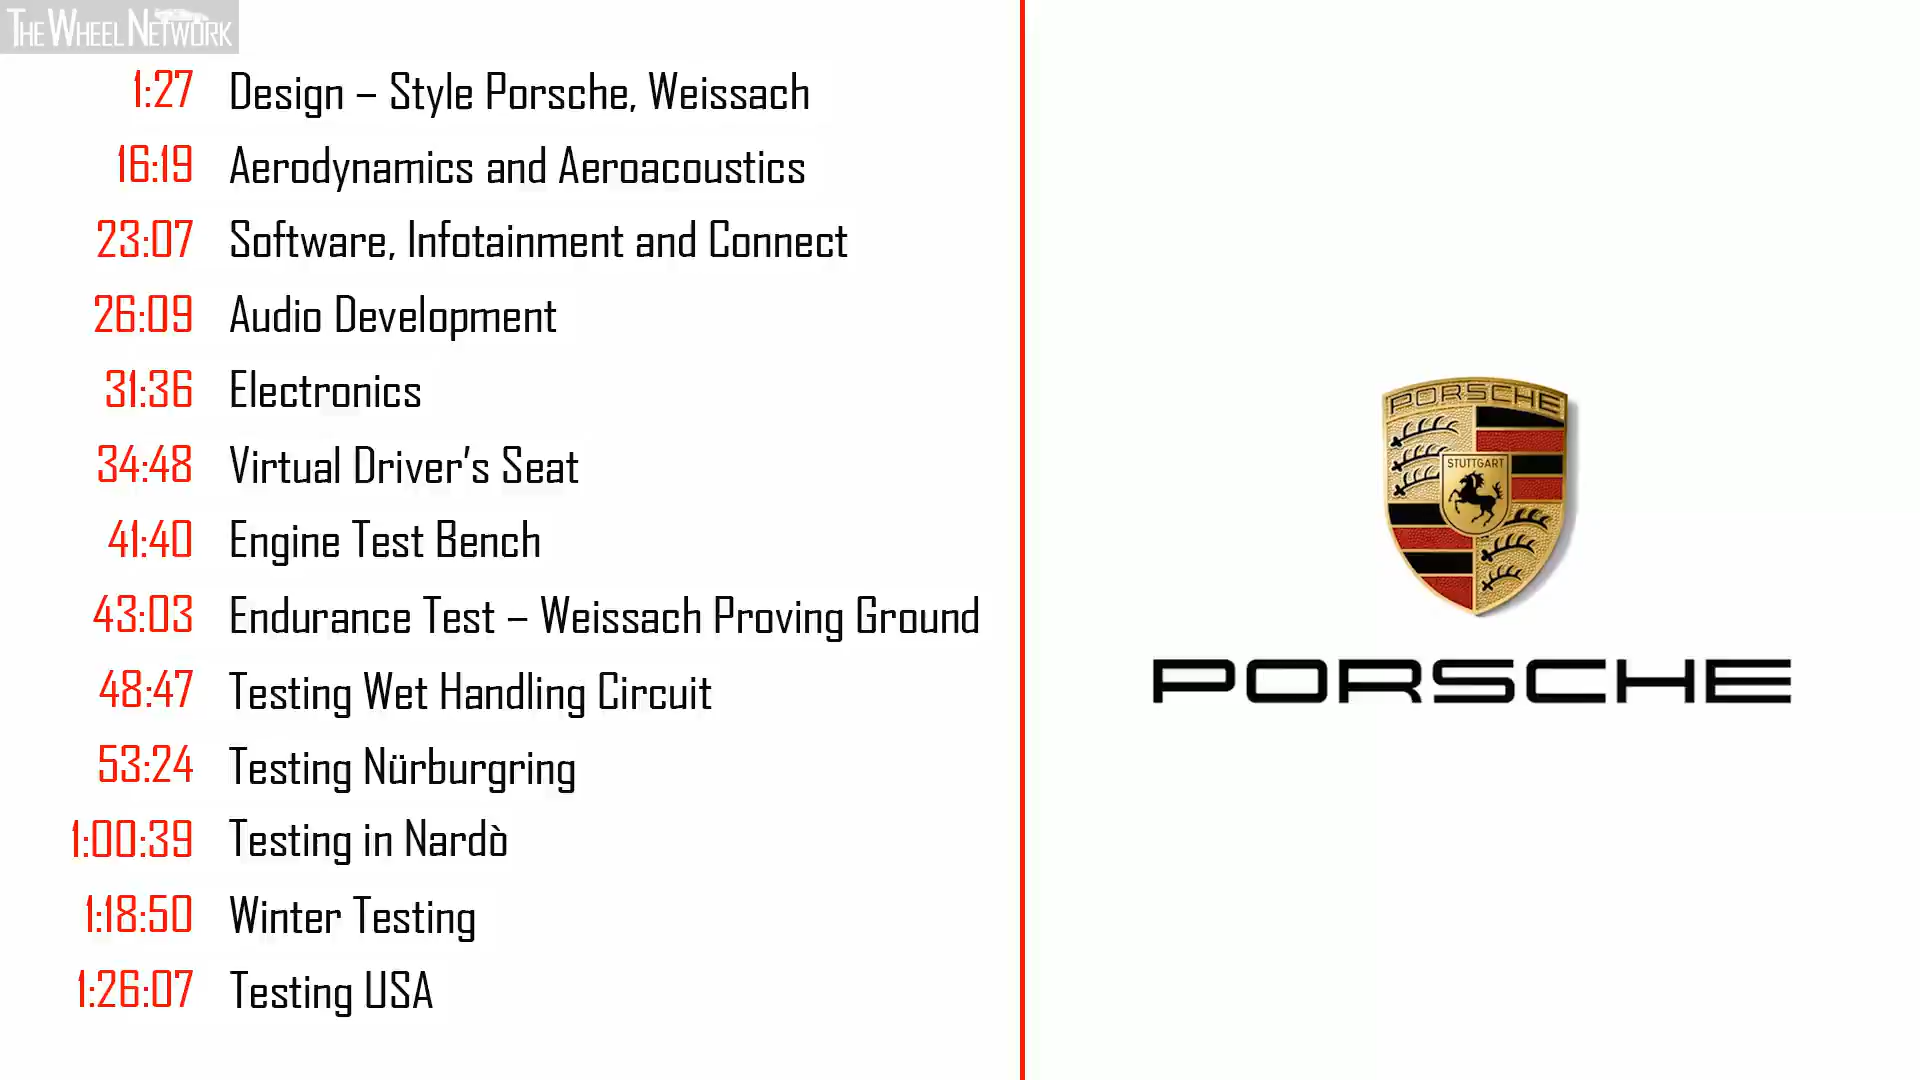 THE WHEEL NETWORK
1:27 Design – Style Porsche, Weissach
16:19 Aerodynamics and Aeroacoustics
23:07 Software, Infotainment and Connect
26:09 Audio Development
31:36 Electronics
34:48 Virtual Driver's Seat
41:40 Engine Test Bench
43:03 Endurance Test – Weissach Proving Ground
48:47 Testing Wet Handling Circuit
53:24 Testing Nürburgring
1:00:39 Testing in Nardò
1:18:50 Winter Testing
1:26:07 Testing USA
PORSCHE
STUTTGART
PORSCHE